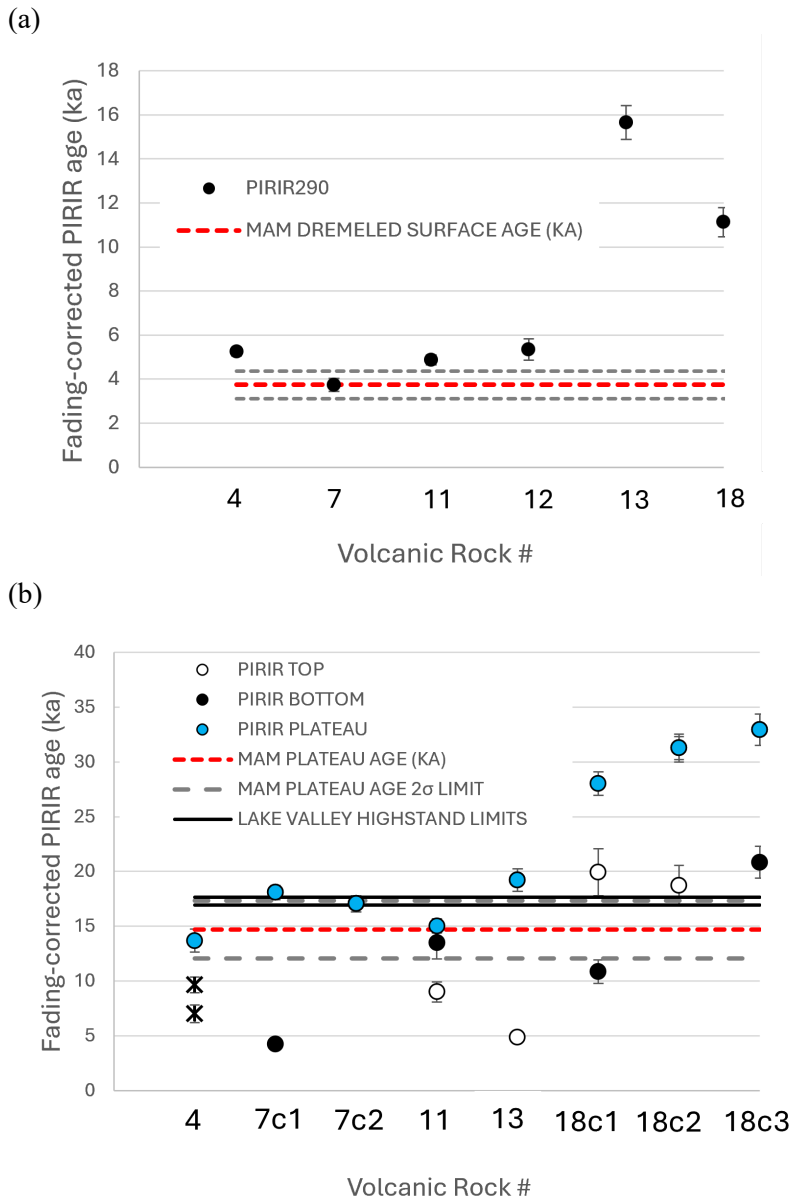 (a)
Fading-corrected PIRIR age (ka)
18
16
14
12
10
8
6
4
2
0
PIRIR290
MAM DREMELED SURFACE AGE (KA)
4 7 11 12 13 18
Volcanic Rock #
(b)
Fading-corrected PIRIR age (ka)
40
35
30
25
20
15
10
5
0
PIRIR TOP
PIRIR BOTTOM
PIRIR PLATEAU
MAM PLATEAU AGE (KA)
MAM PLATEAU AGE 2σ LIMIT
LAKE VALLEY HIGHSTAND LIMITS
4 7c1 7c2 11 13 18c1 18c2 18c3
Volcanic Rock #